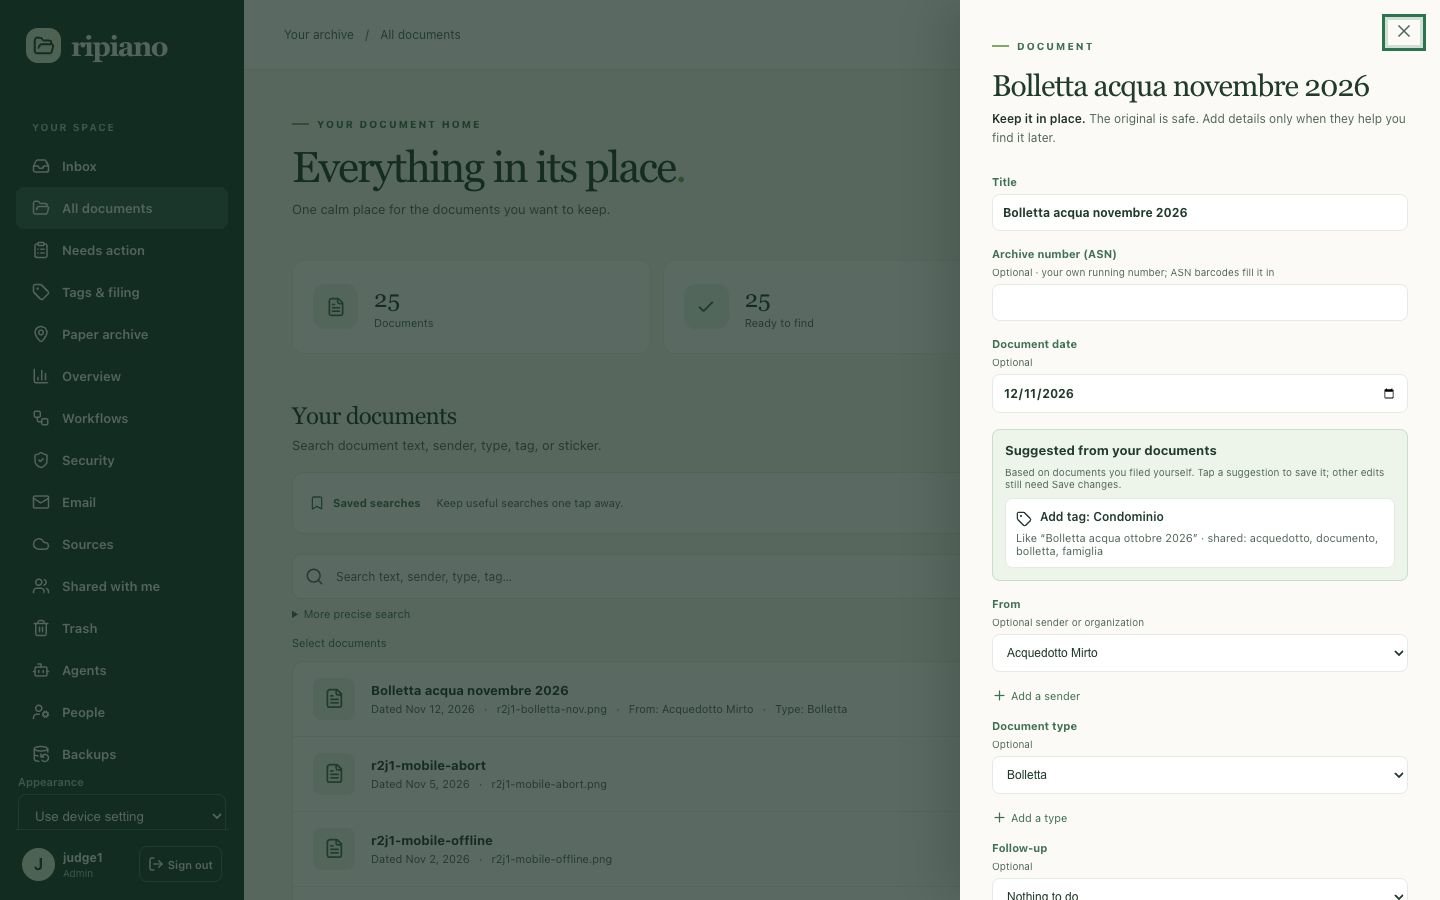 ripiano
YOUR SPACE
Inbox
All documents
Needs action
Tags & filing
Paper archive
Overview
Workflows
Security
Email
Sources
Shared with me
Trash
Agents
People
Backups
Appearance
Use device setting
J
judge1
Admin
Sign out
Your archive / All documents
YOUR DOCUMENT HOME
Everything in its place.
One calm place for the documents you want to keep.
25
Documents
25
Ready to find
Your documents
Search document text, sender, type, tag, or sticker.
Saved searches Keep useful searches one tap away.
Search text, sender, type, tag...
More precise search
Select documents
Bolletta acqua novembre 2026
Dated Nov 12, 2026 · r2j1-bolletta-nov.png · From: Acquedotto Mirto · Type: Bolletta
r2j1-mobile-abort
Dated Nov 5, 2026 · r2j1-mobile-abort.png
r2j1-mobile-offline
Dated Nov 2, 2026 · r2j1-mobile-offline.png
DOCUMENT
Bolletta acqua novembre 2026
Keep it in place. The original is safe. Add details only when they help you
find it later.
Title
Bolletta acqua novembre 2026
Archive number (ASN)
Optional · your own running number; ASN barcodes fill it in
Document date
Optional
12/11/2026
Suggested from your documents
Based on documents you filed yourself. Tap a suggestion to save it; other edits
still need Save changes.
Add tag: Condominio
Like “Bolletta acqua ottobre 2026” · shared: acquedotto, documento,
bolletta, famiglia
From
Optional sender or organization
Acquedotto Mirto
Add a sender
Document type
Optional
Bolletta
Add a type
Follow-up
Optional
Nothing to do